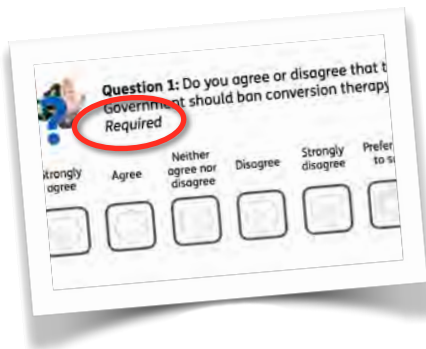 Question 1: Do you agree or disagree that t
Government should ban conversion therapy
Required
Strongly agree
Agree
Neither agree nor disagree
Disagree
Strongly disagree
Prefer to s